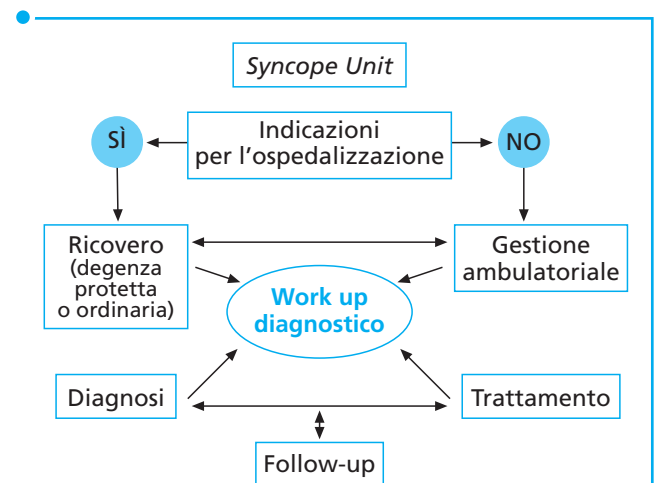 Syncope Unit
SÌ
Indicazioni
per l'ospedalizzazione
NO
Ricovero
(degenza
protetta
o ordinaria)
Gestione
ambulatoriale
Work up
diagnostico
Diagnosi
Trattamento
Follow-up